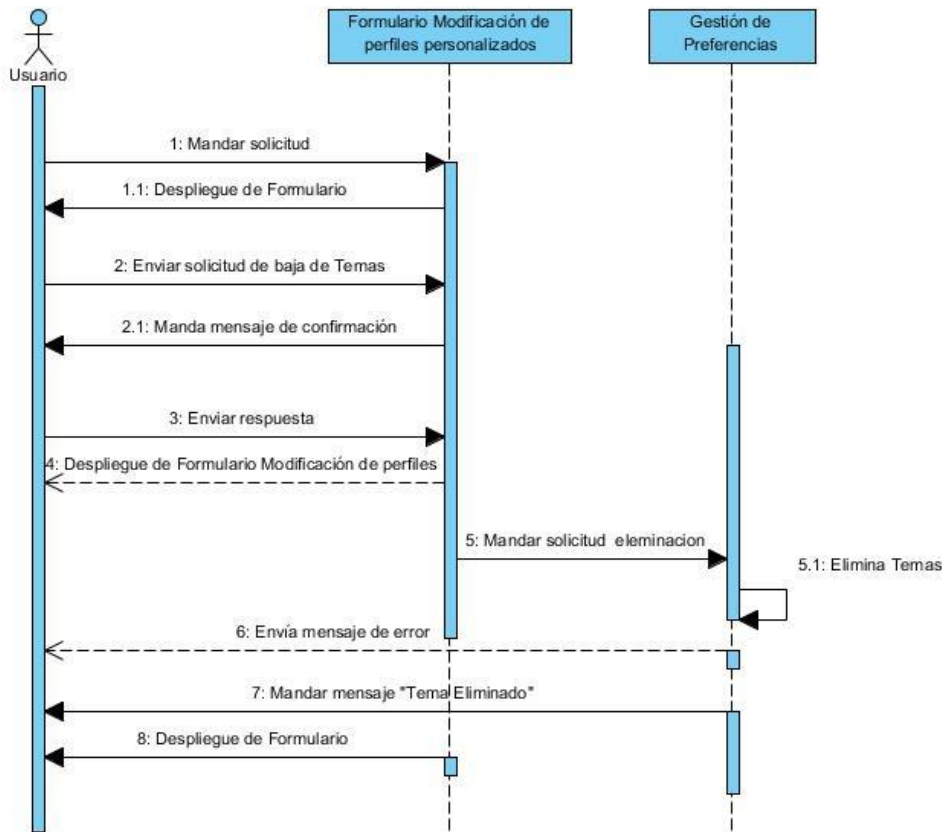 Usuario
Formulario Modificación de
perfiles personalizados
Gestión de
Preferencias
1: Mandar solicitud
1.1: Despliegue de Formulario
2: Enviar solicitud de baja de Temas
2.1: Manda mensaje de confirmación
3: Enviar respuesta
4: Despliegue de Formulario Modificación de perfiles
5: Mandar solicitud eleminacion
5.1: Elimina Temas
6: Envía mensaje de error
7: Mandar mensaje "Tema Eliminado"
8: Despliegue de Formulario